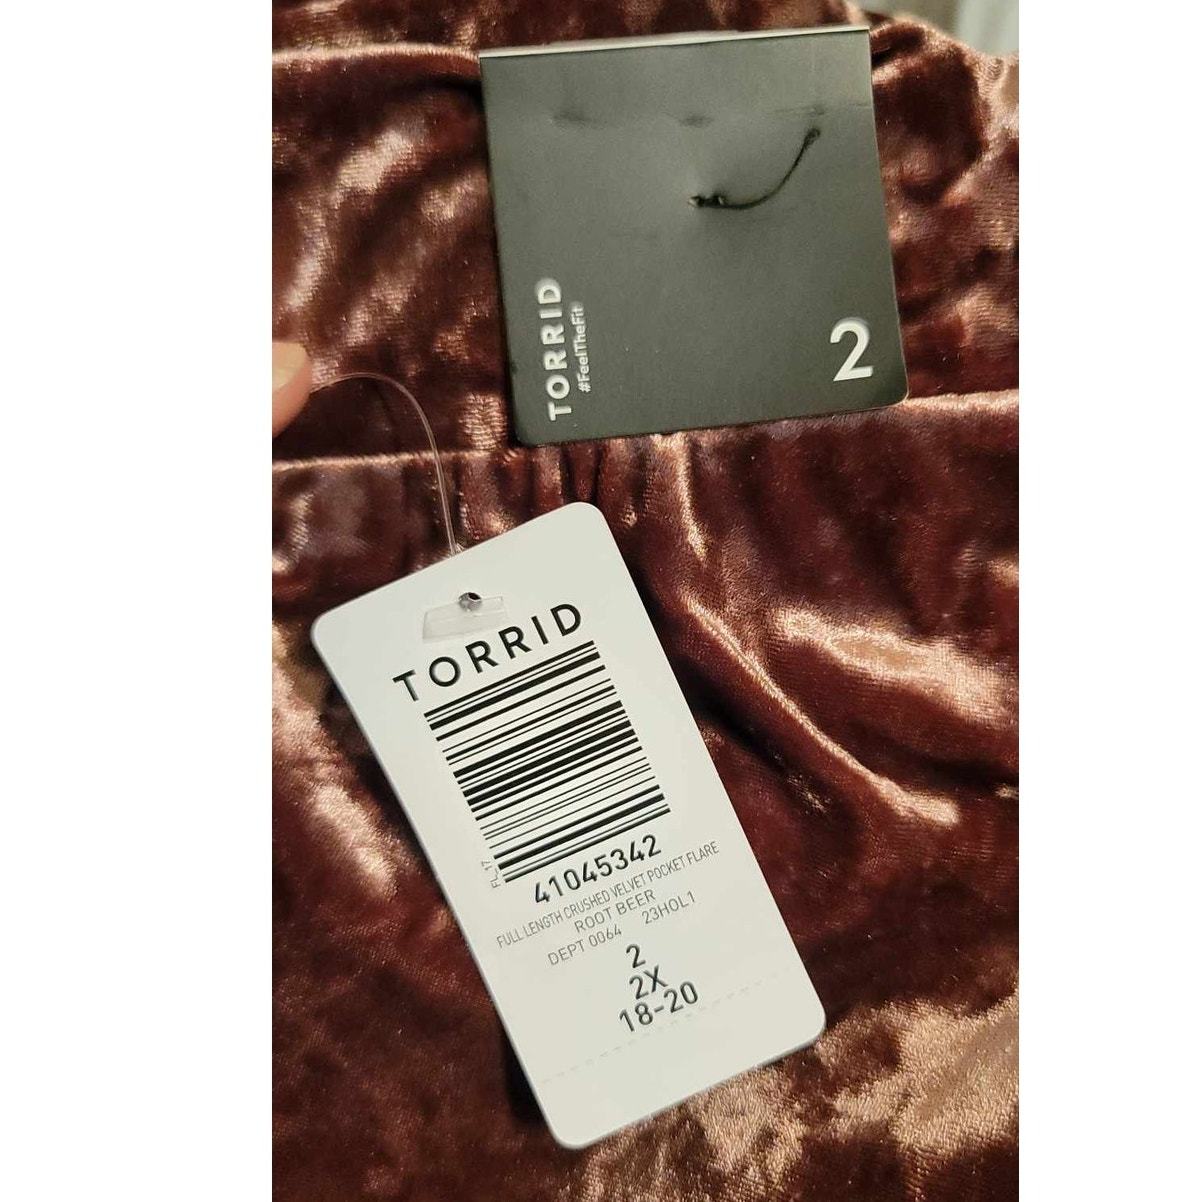 TORRID
#FeelTheFit
2
TORRID
FL17
41045342
FULL LENGTH CRUSHED VELVET POCKET FLARE
ROOT BEER
DEPT 0064 23HOL1
2
2X
18-20